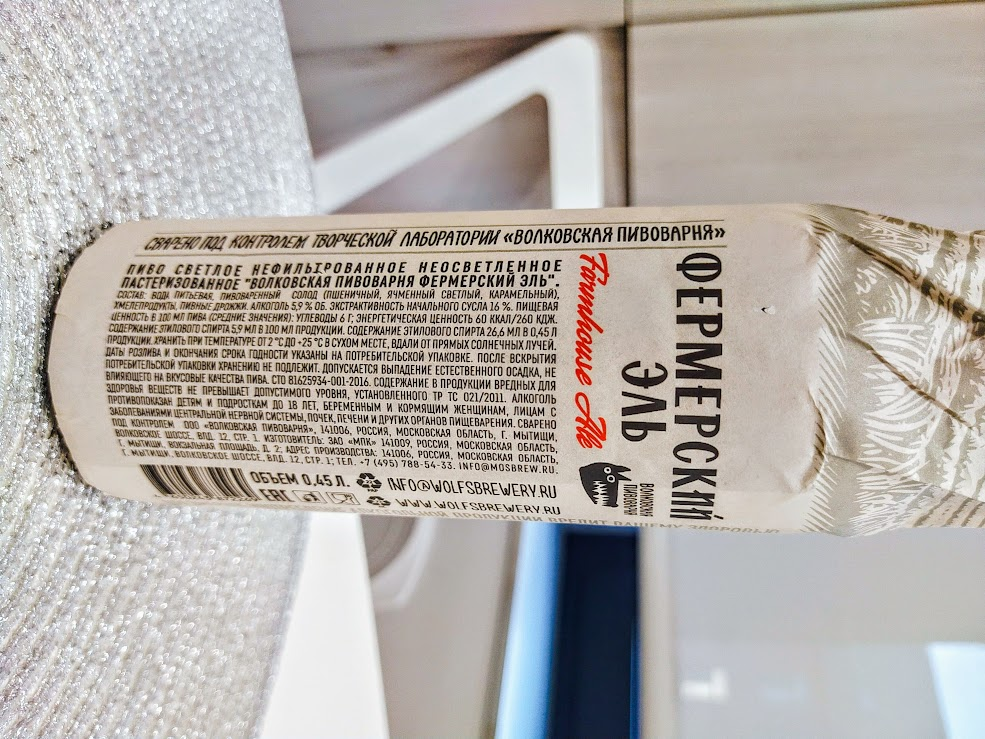 СВАРЕНО ПОД КОНТРОЛЕМ ТВОРЧЕСКОЙ ЛАБОРАТОРИИ «ВОЛКОВСКАЯ ПИВОВАРНЯ»
ФЕРМЕРСКИЙ
ЭЛЬ
Farmhouse Ale
ВОЛКОВСКАЯ
ПИВОВАРНЯ
ПИВО СВЕТЛОЕ НЕФИЛЬТРОВАННОЕ НЕОСВЕТЛЕННОЕ
ПАСТЕРИЗОВАННОЕ "ВОЛКОВСКАЯ ПИВОВАРНЯ ФЕРМЕРСКИЙ ЭЛЬ".
СОСТАВ: ВОДА ПИТЬЕВАЯ, ПИВОВАРЕННЫЙ СОЛОД (ПШЕНИЧНЫЙ, ЯЧМЕННЫЙ СВЕТЛЫЙ, КАРАМЕЛЬНЫЙ),
ХМЕЛЕПРОДУКТЫ, ПИВНЫЕ ДРОЖЖИ. АЛКОГОЛЬ 5,9 % ОБ. ЭКСТРАКТИВНОСТЬ НАЧАЛЬНОГО СУСЛА 16 %. ПИЩЕВАЯ
ЦЕННОСТЬ В 100 МЛ ПИВА (СРЕДНИЕ ЗНАЧЕНИЯ): УГЛЕВОДЫ 6 Г; ЭНЕРГЕТИЧЕСКАЯ ЦЕННОСТЬ 60 ККАЛ/260 КДЖ.
СОДЕРЖАНИЕ ЭТИЛОВОГО СПИРТА 5,9 МЛ В 100 МЛ ПРОДУКЦИИ. СОДЕРЖАНИЕ ЭТИЛОВОГО СПИРТА 26,6 МЛ В 0,45 Л
ПРОДУКЦИИ. ХРАНИТЬ ПРИ ТЕМПЕРАТУРЕ ОТ 2 °С ДО +25 °С В СУХОМ МЕСТЕ, ВДАЛИ ОТ ПРЯМЫХ СОЛНЕЧНЫХ ЛУЧЕЙ.
ДАТЫ РОЗЛИВА И ОКОНЧАНИЯ СРОКА ГОДНОСТИ УКАЗАНЫ НА ПОТРЕБИТЕЛЬСКОЙ УПАКОВКЕ. ПОСЛЕ ВСКРЫТИЯ
ПОТРЕБИТЕЛЬСКОЙ УПАКОВКИ ХРАНЕНИЮ НЕ ПОДЛЕЖИТ. ДОПУСКАЕТСЯ ВЫПАДЕНИЕ ЕСТЕСТВЕННОГО ОСАДКА, НЕ
ВЛИЯЮЩЕГО НА ВКУСОВЫЕ КАЧЕСТВА ПИВА. СТО 81625934-001-2016. СОДЕРЖАНИЕ В ПРОДУКЦИИ ВРЕДНЫХ ДЛЯ
ЗДОРОВЬЯ ВЕЩЕСТВ НЕ ПРЕВЫШАЕТ ДОПУСТИМОГО УРОВНЯ, УСТАНОВЛЕННОГО ТР ТС 021/2011. АЛКОГОЛЬ
ПРОТИВОПОКАЗАН ДЕТЯМ И ПОДРОСТКАМ ДО 18 ЛЕТ, БЕРЕМЕННЫМ И КОРМЯЩИМ ЖЕНЩИНАМ, ЛИЦАМ С
ЗАБОЛЕВАНИЯМИ ЦЕНТРАЛЬНОЙ НЕРВНОЙ СИСТЕМЫ, ПОЧЕК, ПЕЧЕНИ И ДРУГИХ ОРГАНОВ ПИЩЕВАРЕНИЯ. СВАРЕНО
ПОД КОНТРОЛЕМ ООО «ВОЛКОВСКАЯ ПИВОВАРНЯ», 141006, РОССИЯ, МОСКОВСКАЯ ОБЛАСТЬ, Г. МЫТИЩИ,
ВОЛКОВСКОЕ ШОССЕ, ВЛД. 12, СТР. 1. ИЗГОТОВИТЕЛЬ: ЗАО «МПК» 141009, РОССИЯ, МОСКОВСКАЯ ОБЛАСТЬ,
Г. МЫТИЩИ, ВОКЗАЛЬНАЯ ПЛОЩАДЬ, Д. 2; АДРЕС ПРОИЗВОДСТВА: 141006, РОССИЯ, МОСКОВСКАЯ ОБЛАСТЬ,
Г. МЫТИЩИ, ВОЛКОВСКОЕ ШОССЕ, ВЛД. 12, СТР. 1; ТЕЛ. +7 (495) 788-54-33. INFO@MOSBREW.RU.
ОБЪЕМ 0,45 Л.
INFO@WOLFSBREWERY.RU
EAC
WWW.WOLFSBREWERY.RU
ПРОДУКЦИИ ВРЕДИТ ВАШЕМУ ЗДОРОВЬЮ